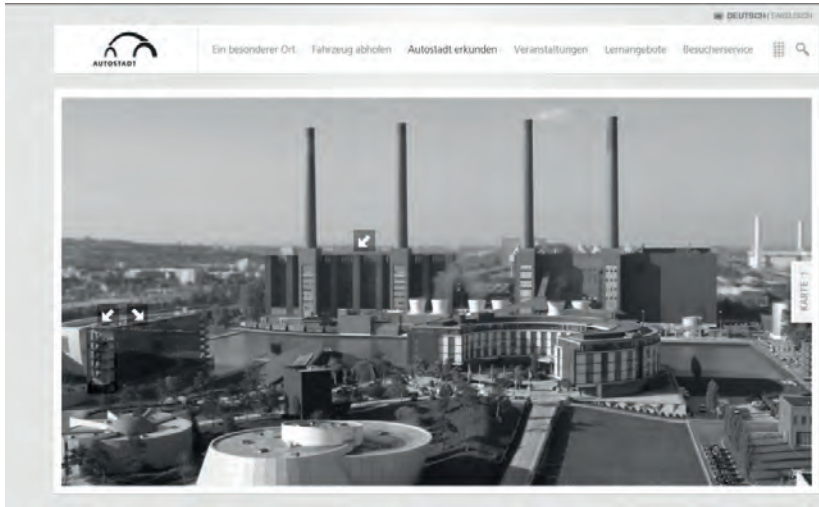 DEUTSCH | ENGLISCH
AUTOSTADT
Ein besonderer Ort Fahrzeug abholen Autostadt erkunden Veranstaltungen Lernangebote Besucherservice
KARTE